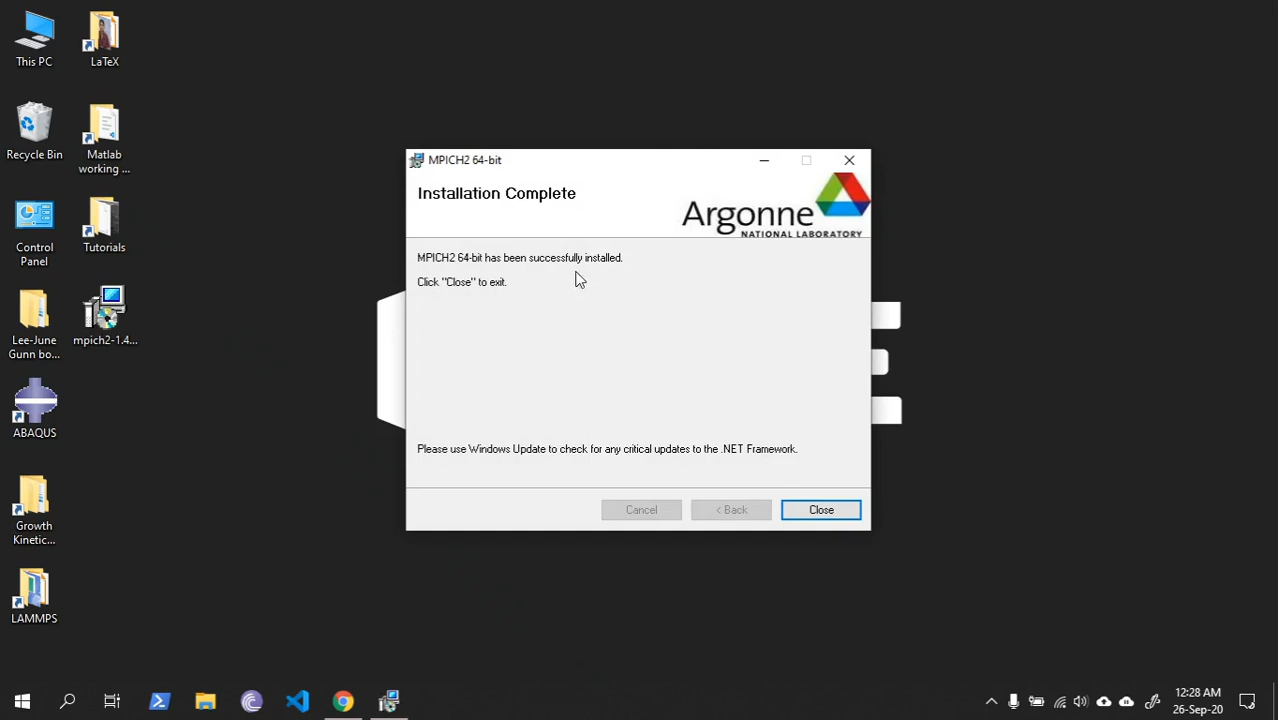 This PC
LaTeX
Recycle Bin
Matlab
working ...
Control
Panel
Tutorials
Lee-June
Gunn bo...
mpich2-1.4...
ABAQUS
Growth
Kinetic...
LAMMPS
MPICH2 64-bit
Installation Complete
Argonne
NATIONAL LABORATORY
MPICH2 64-bit has been successfully installed.
Click "Close" to exit.
Please use Windows Update to check for any critical updates to the .NET Framework.
Cancel
< Back
Close
12:28 AM
26-Sep-20